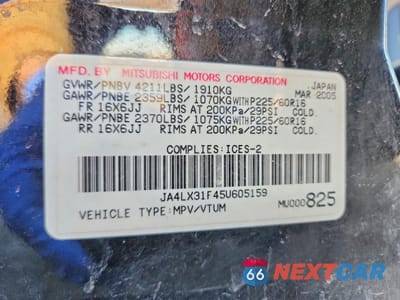 MFD. BY MITSUBISHI MOTORS CORPORATION JAPAN
GVWR/PNBV 4211LBS/1910KG MAR 2005
GAWR/PNBE 2359LBS/1070KG WITH P225/60R16
FR 16X6JJ RIMS AT 200KPA/29PSI COLD.
GAWR/PNBE 2370LBS/1075KG WITH P225/60R16
RR 16X6JJ RIMS AT 200KPA/29PSI COLD.
COMPLIES:ICES-2
JA4LX31F45U605159
VEHICLE TYPE:MPV/VTUM MU000825
66 NEXTCAR